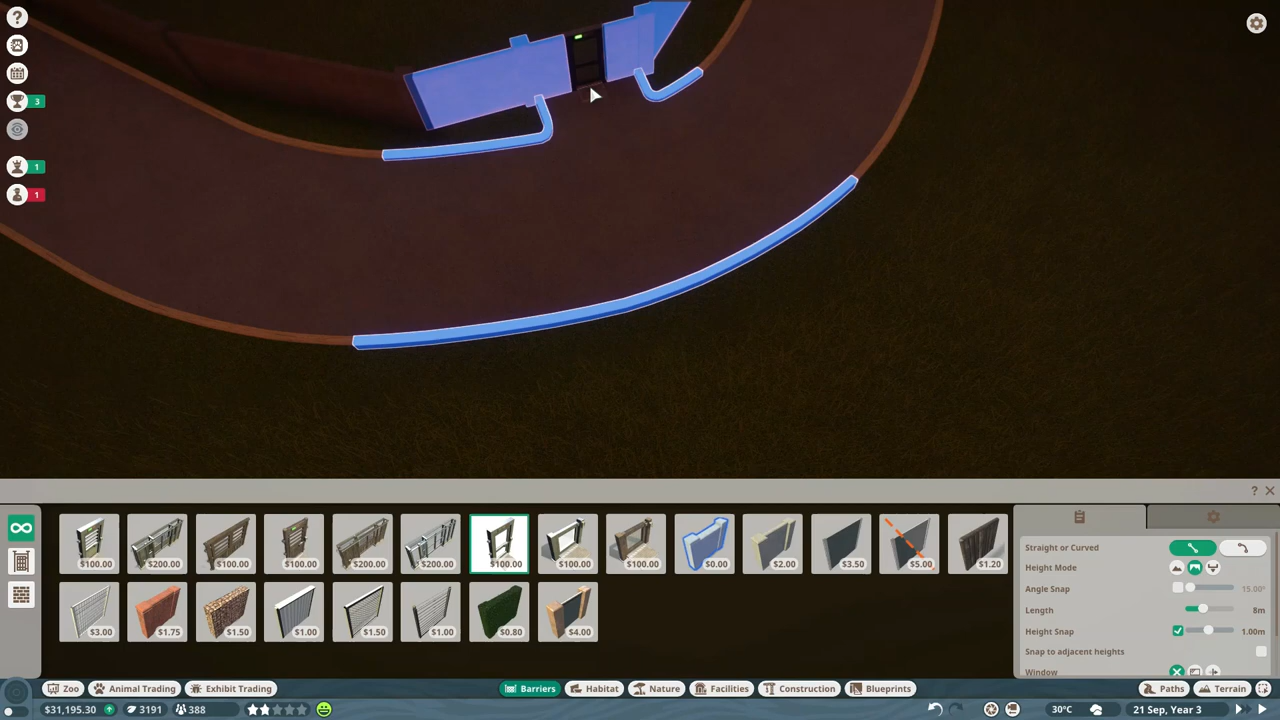 ?
3
1
1
? ×
$100.00 $200.00 $100.00 $100.00 $200.00 $200.00 $100.00 $100.00 $100.00 $0.00 $2.00 $3.50 $5.00 $1.20
$3.00 $1.75 $1.50 $1.00 $1.50 $1.00 $0.80 $4.00
Straight or Curved
Height Mode
Angle Snap 15.00°
Length 8m
Height Snap 1.00m
Snap to adjacent heights
Window
Zoo Animal Trading Exhibit Trading Barriers Habitat Nature Facilities Construction Blueprints Paths Terrain
$31,195.30 3191 388 30°C 21 Sep, Year 3